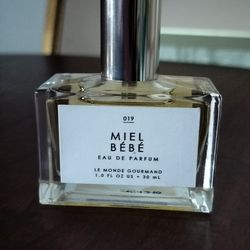 019
MIEL
BÉBÉ
EAU DE PARFUM
LE MONDE GOURMAND
1.0 FL OZ US • 30 mL